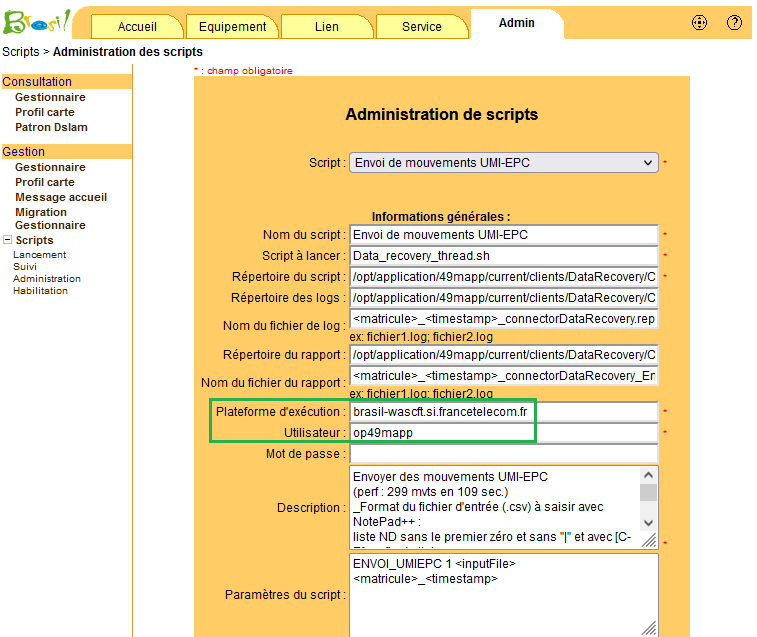 Brasil!
Accueil
Equipement
Lien
Service
Admin
?
Scripts > Administration des scripts
* : champ obligatoire
Consultation
Gestionnaire
Profil carte
Patron Dslam
Gestion
Gestionnaire
Profil carte
Message accueil
Migration
Gestionnaire
Scripts
Lancement
Suivi
Administration
Habilitation
Administration de scripts
Script : Envoi de mouvements UMI-EPC *
Informations générales :
Nom du script : Envoi de mouvements UMI-EPC *
Script à lancer : Data_recovery_thread.sh *
Répertoire du script : /opt/application/49mapp/current/clients/DataRecovery/C *
Répertoire des logs : /opt/application/49mapp/current/clients/DataRecovery/C
Nom du fichier de log : <matricule>_<timestamp>_connectorDataRecovery.rep
ex: fichier1.log; fichier2.log
Répertoire du rapport : /opt/application/49mapp/current/clients/DataRecovery/C
Nom du fichier du rapport : <matricule>_<timestamp>_connectorDataRecovery_En
ex: fichier1.log; fichier2.log
Plateforme d'exécution : brasil-wascft.si.francetelecom.fr *
Utilisateur : op49mapp *
Mot de passe :
Description : Envoyer des mouvements UMI-EPC
(perf : 299 mvts en 109 sec.)
_Format du fichier d'entrée (.csv) à saisir avec
NotePad++ :
liste ND sans le premier zéro et sans "|" et avec [C- *
Paramètres du script : ENVOI_UMIEPC 1 <inputFile>
<matricule>_<timestamp>